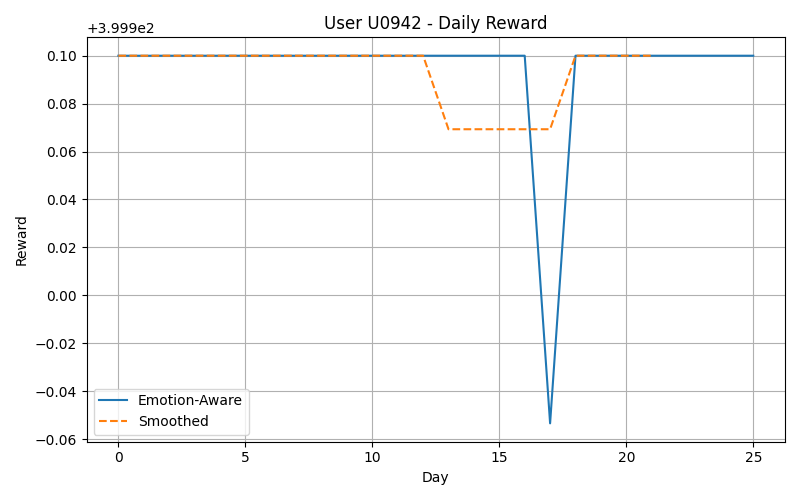 User U0942 - Daily Reward
+3.999e2
0.10
0.08
0.06
0.04
0.02
0.00
−0.02
−0.04
−0.06
Reward
Emotion-Aware
Smoothed
0 5 10 15 20 25
Day